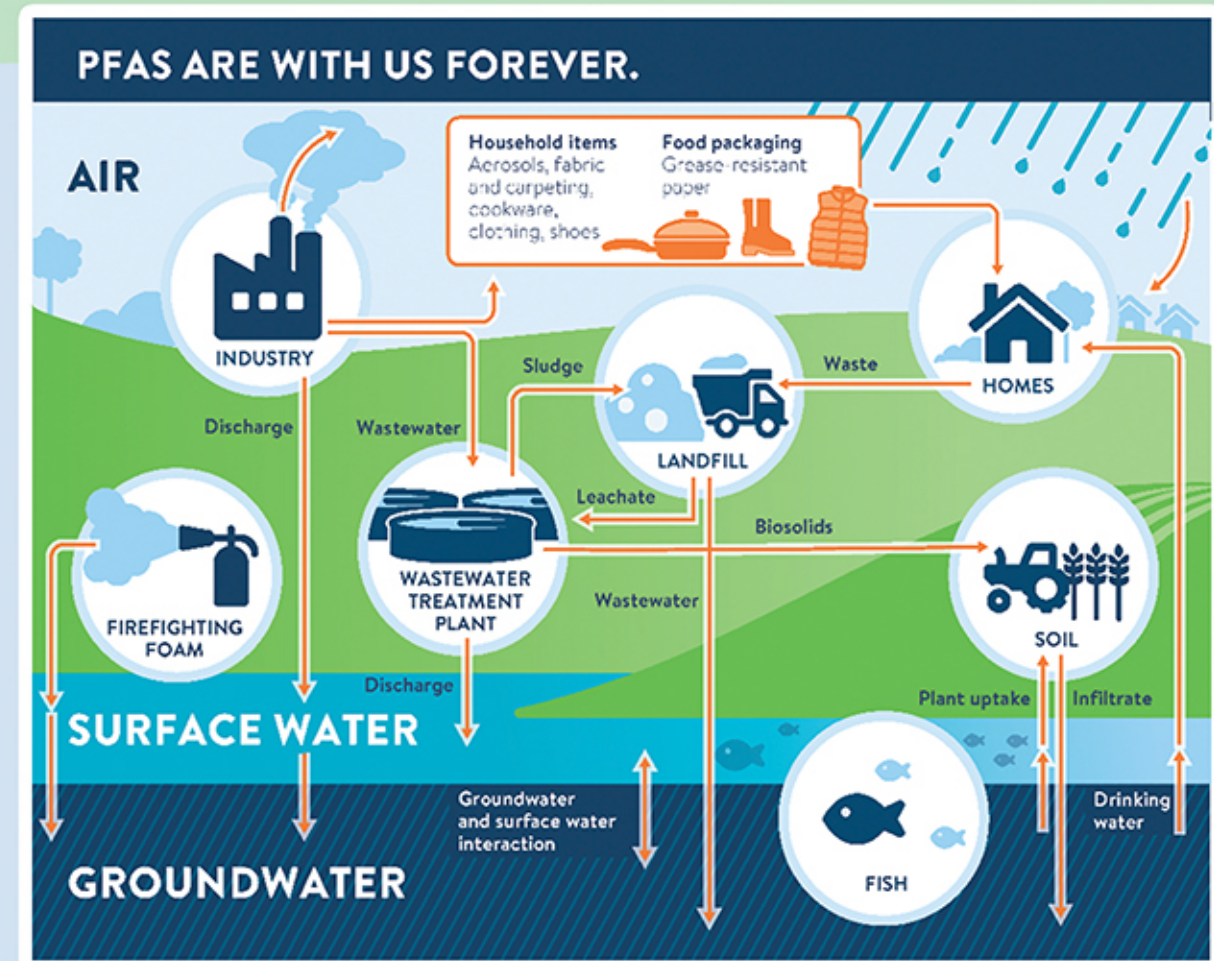 PFAS ARE WITH US FOREVER.
AIR
Household items
Aerosols, fabric
and carpeting,
cookware,
clothing, shoes
Food packaging
Grease-resistant
paper
INDUSTRY
HOMES
Sludge
Waste
LANDFILL
Discharge
Wastewater
Leachate
Biosolids
WASTEWATER
TREATMENT
PLANT
Wastewater
FIREFIGHTING
FOAM
SOIL
Discharge
Plant uptake
Infiltrate
SURFACE WATER
Groundwater
and surface water
interaction
Drinking
water
GROUNDWATER
FISH